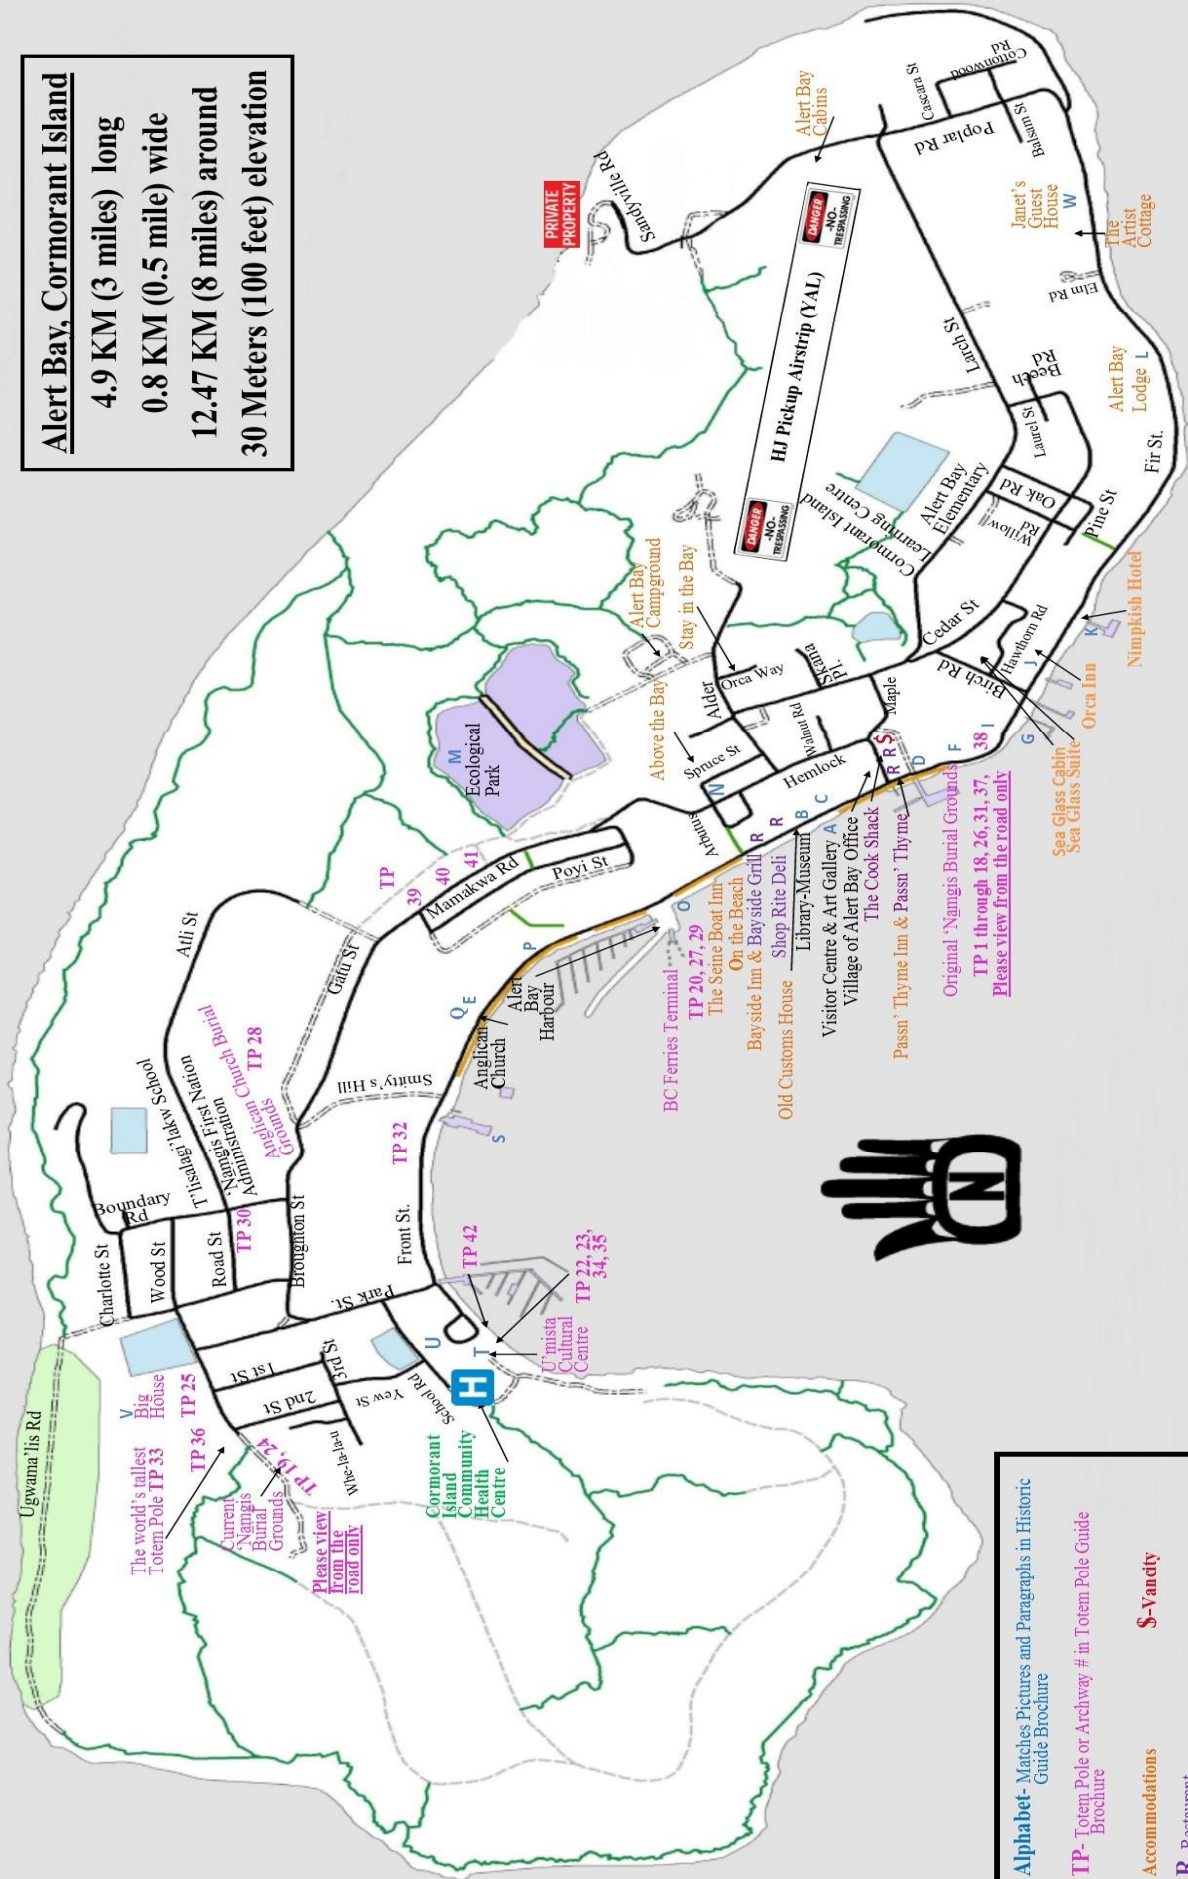 Alert Bay, Cormorant Island
4.9 KM (3 miles) long
0.8 KM (0.5 mile) wide
12.47 KM (8 miles) around
30 Meters (100 feet) elevation
Ugwama'lis Rd
The world's tallest
Totem Pole TP 33
V
Big
House
TP 25
TP 36
Current
'Namgis
Burial
Grounds
TP 19, 24
Please view
from the
road only
Whe-la-la-u
Charlotte St
Wood St
Road St
Boundary
Rd
TP 30
T'lisalagi'lakw School
'Namgis First Nation
Administration
Anglican Church Burial
Grounds
TP 28
Atli St
Gatu St
Broughton St
Park St.
1st St
2nd St
3rd St
Yew St
School Rd
Front St.
Smitty's Hill
TP 32
U
T
H
Cormorant
Island
Community
Health
Centre
U'mista
Cultural
Centre
TP 42
TP 22, 23,
34, 35
S
Q
E
P
Anglican
Church
Alert
Bay
Harbour
TP
39
40
41
Mamakwa Rd
Poyi St
M
Ecological
Park
O
BC Ferries Terminal
TP 20, 27, 29
The Seine Boat Inn
On the Beach
Bayside Inn & Bayside Grill
R
Shop Rite Deli
R
Old Customs House
Library-Museum
B
C
Visitor Centre & Art Gallery
A
Village of Alert Bay Office
The Cook Shack
Passn' Thyme Inn & Passn' Thyme
R
R
$
D
F
Original 'Namgis Burial Grounds
TP 1 through 18, 26, 31, 37,
38
Please view from the road only
I
G
Arbutus
N
Spruce St
Above the Bay
Alert Bay
Campground
Stay in the Bay
Alder
Orca Way
Skana
Pl.
Walnut Rd
Hemlock
Maple
Cedar St
Birch Rd
Hawthorn Rd
J
K
Sea Glass Cabin
Sea Glass Suite
Orca Inn
Nimpkish Hotel
PRIVATE
PROPERTY
Sandyville Rd
DANGER
-NO-
TRESPASSING
HJ Pickup Airstrip (YAL)
DANGER
-NO-
TRESPASSING
Cormorant Island
Learning Centre
Alert Bay
Elementary
Larch St
Laurel St
Beech
Rd
Oak Rd
Willow
Rd
Pine St
Fir St.
Alert Bay
Lodge
L
Elm Rd
Alert Bay
Cabins
Cascara St
Cottonwood
Rd
Poplar Rd
Balsam St
Janet's
Guest
House
W
The
Artist
Cottage
N
Alphabet- Matches Pictures and Paragraphs in Historic
Guide Brochure
TP- Totem Pole or Archway # in Totem Pole Guide
Brochure
Accommodations
$-Vancity
R